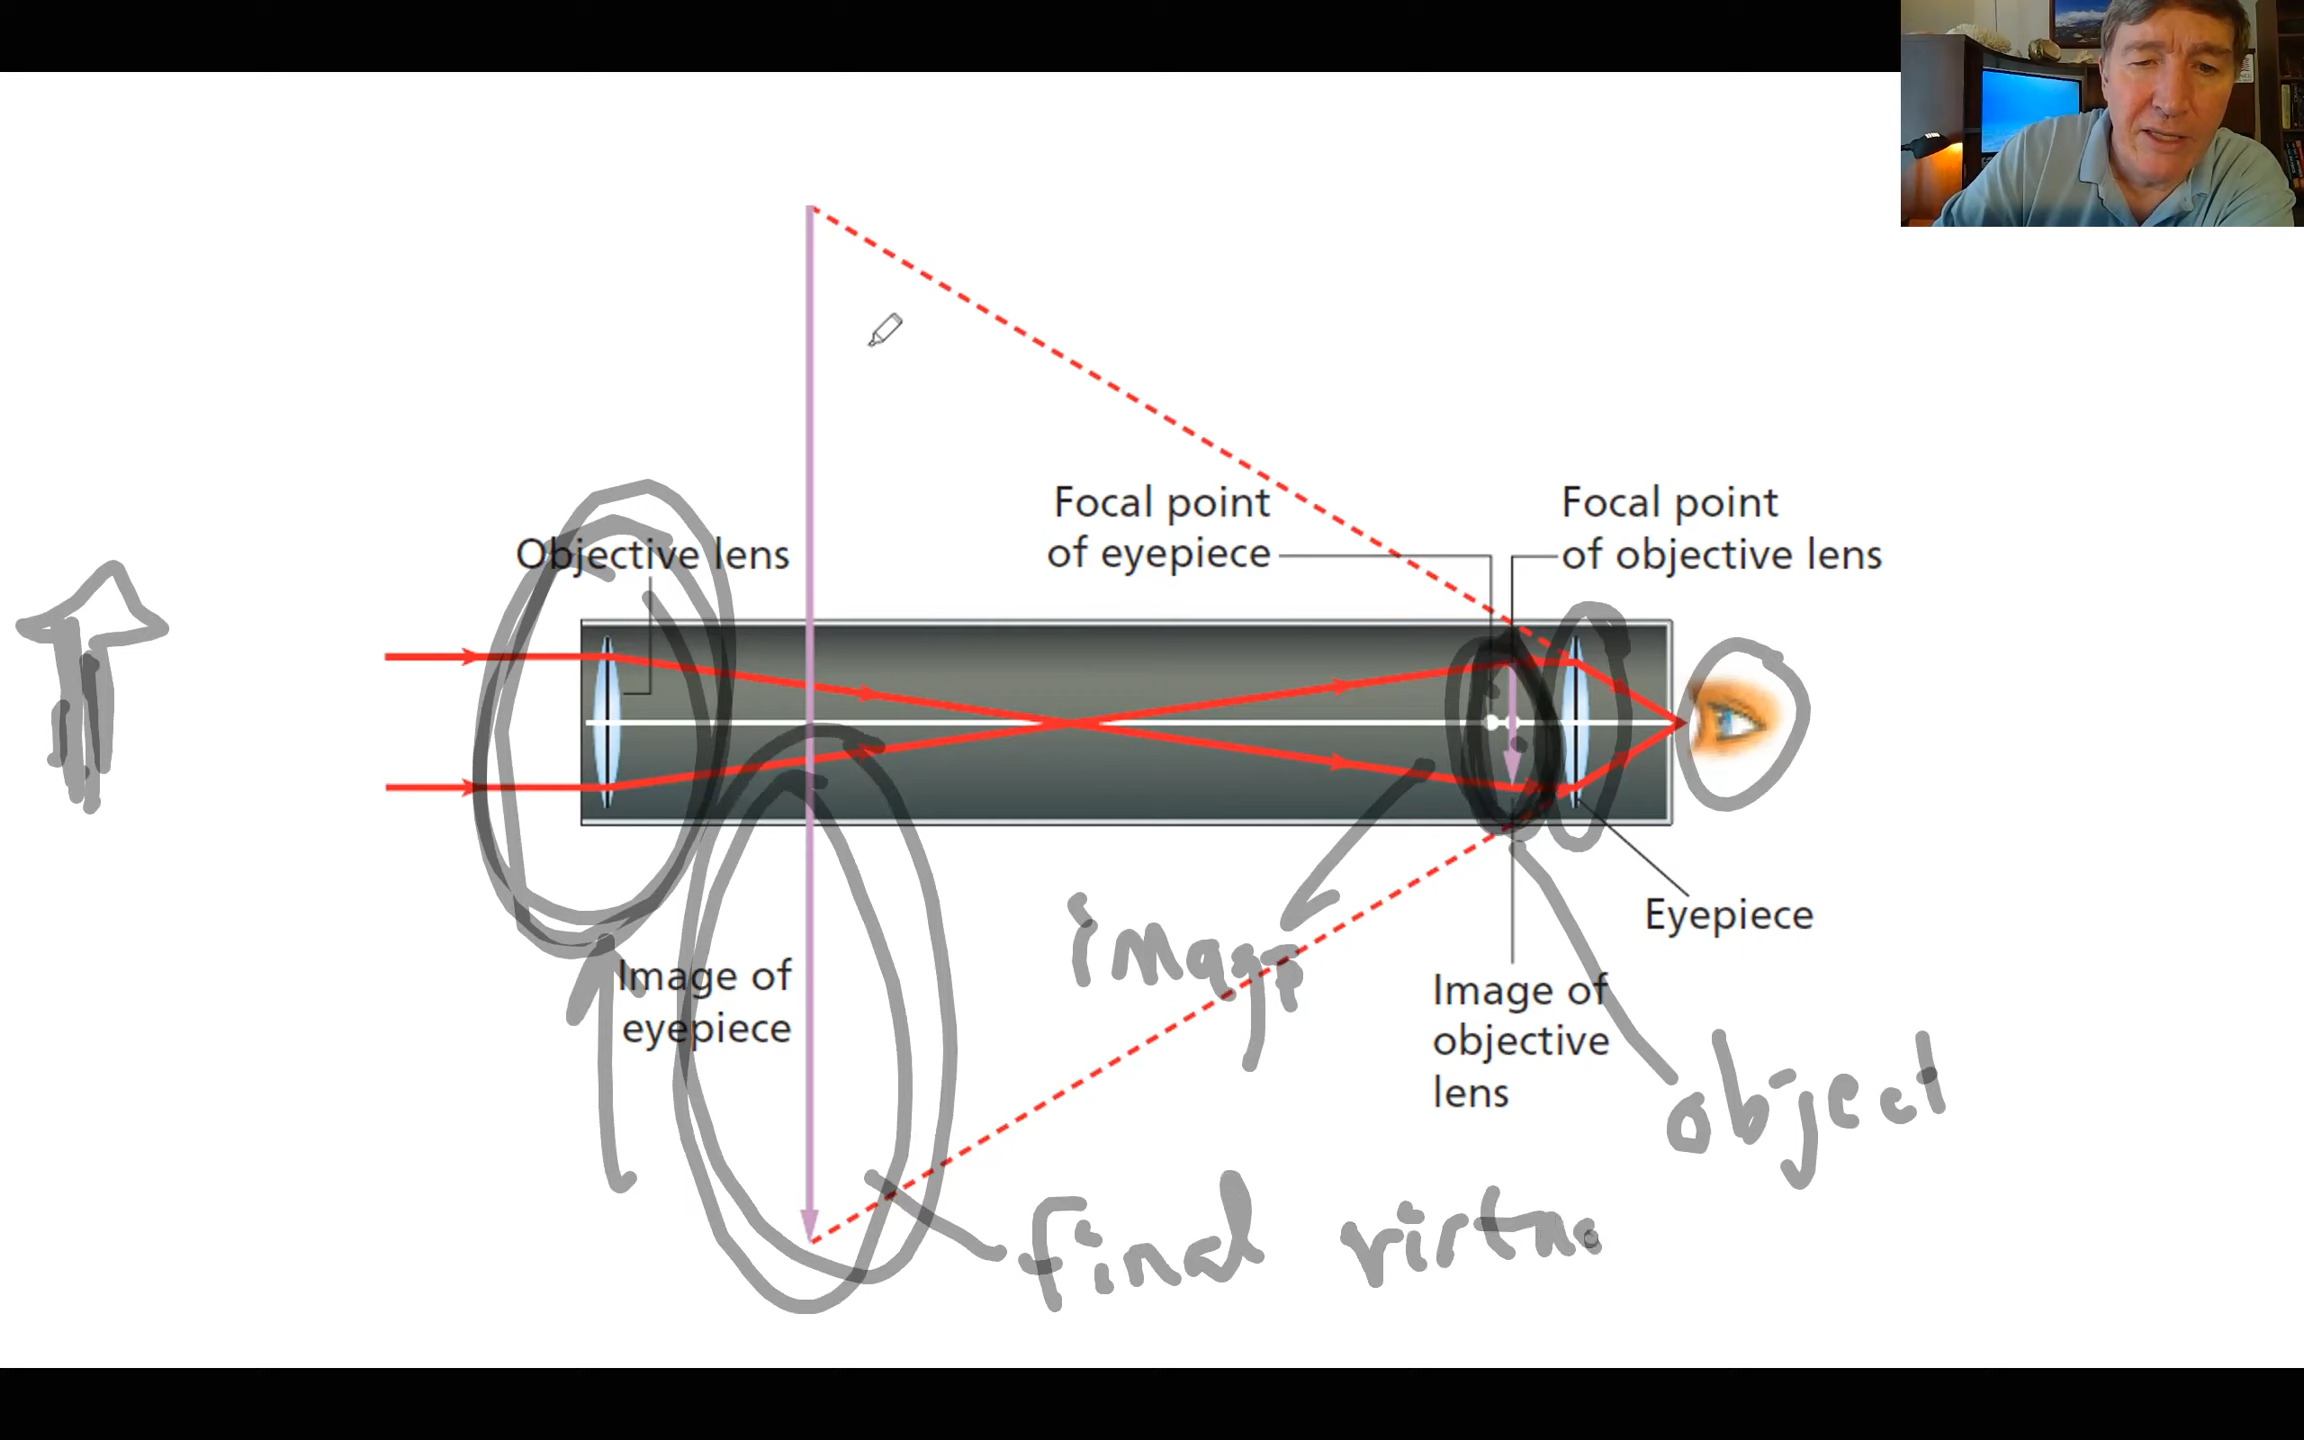 Focal point
of eyepiece
Focal point
of objective lens
Objective lens
Eyepiece
Image of
eyepiece
image
Image of
objective
lens
object
final virtua